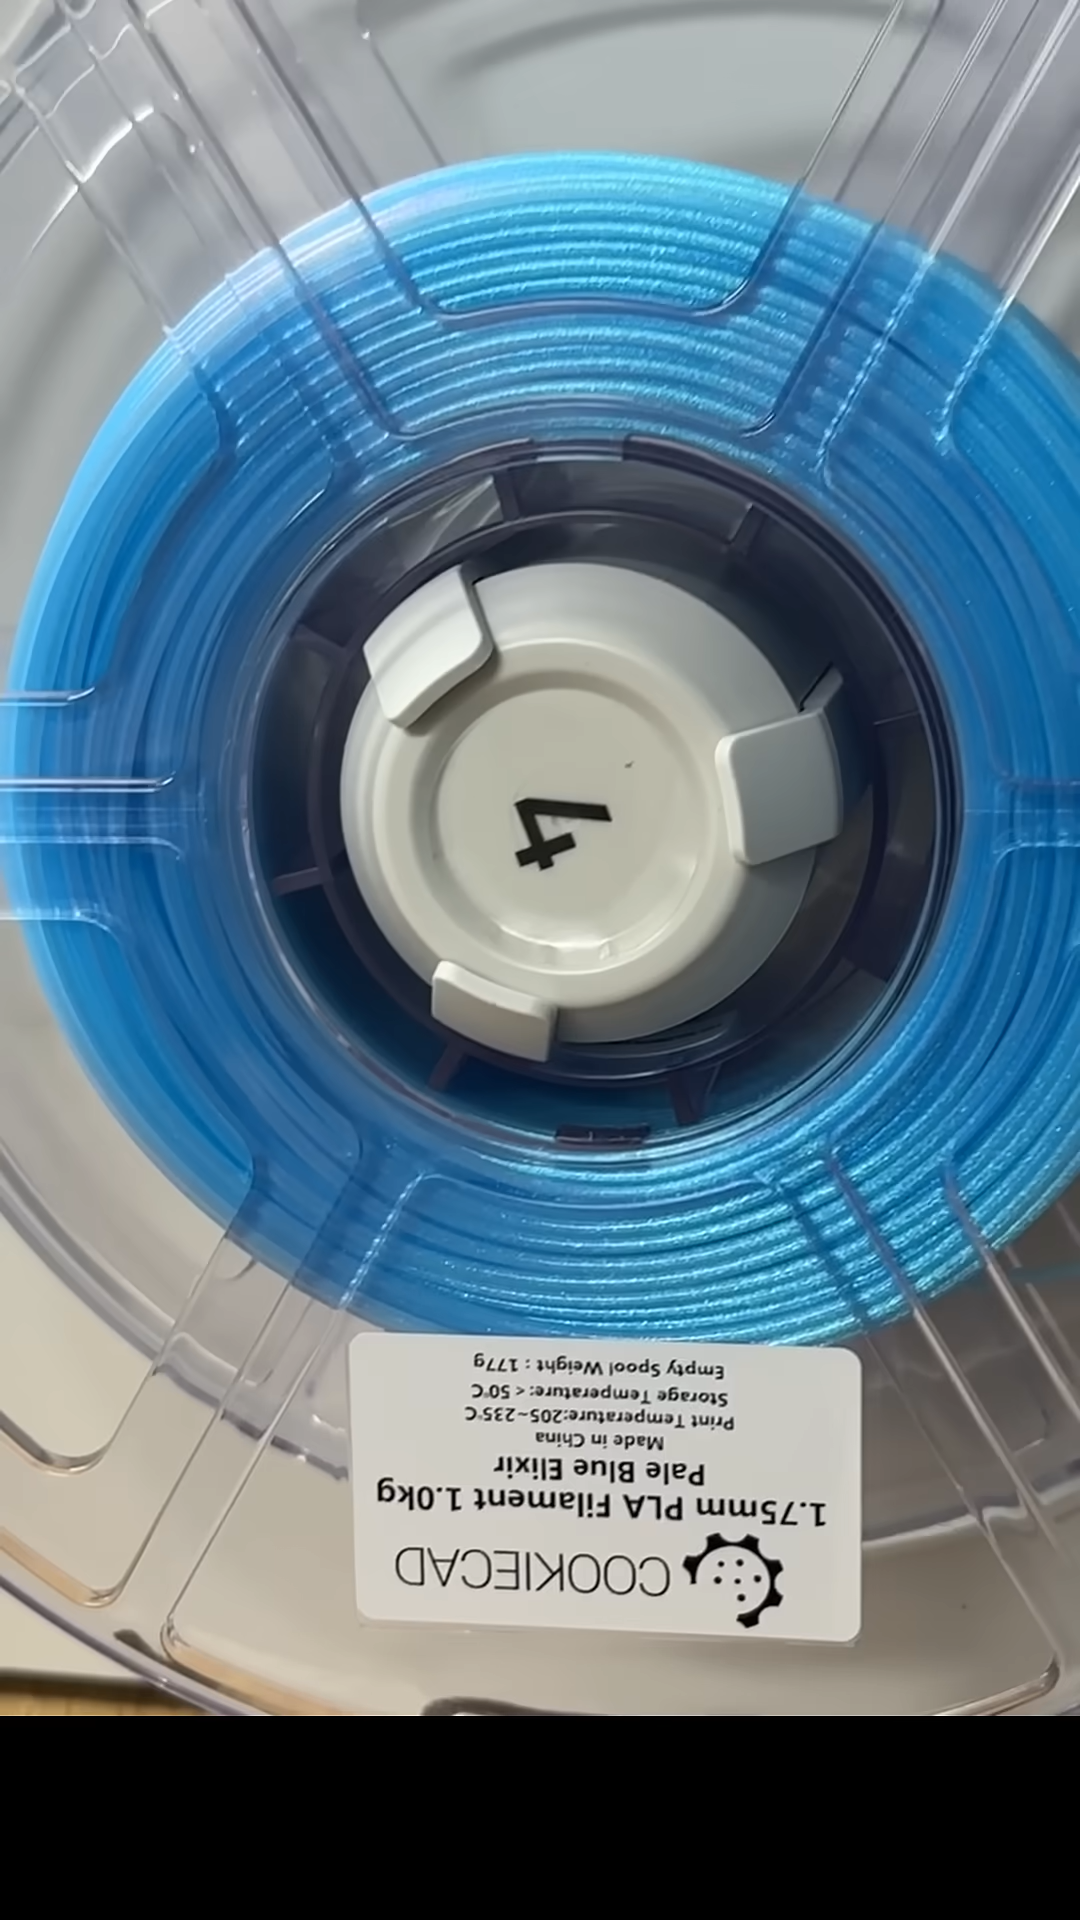 4
COOKIECAD
1.75mm PLA Filament 1.0kg
Pale Blue Elixir
Made in China
Print Temperature:205~235°C
Storage Temperature: < 50°C
Empty Spool Weight : 177g